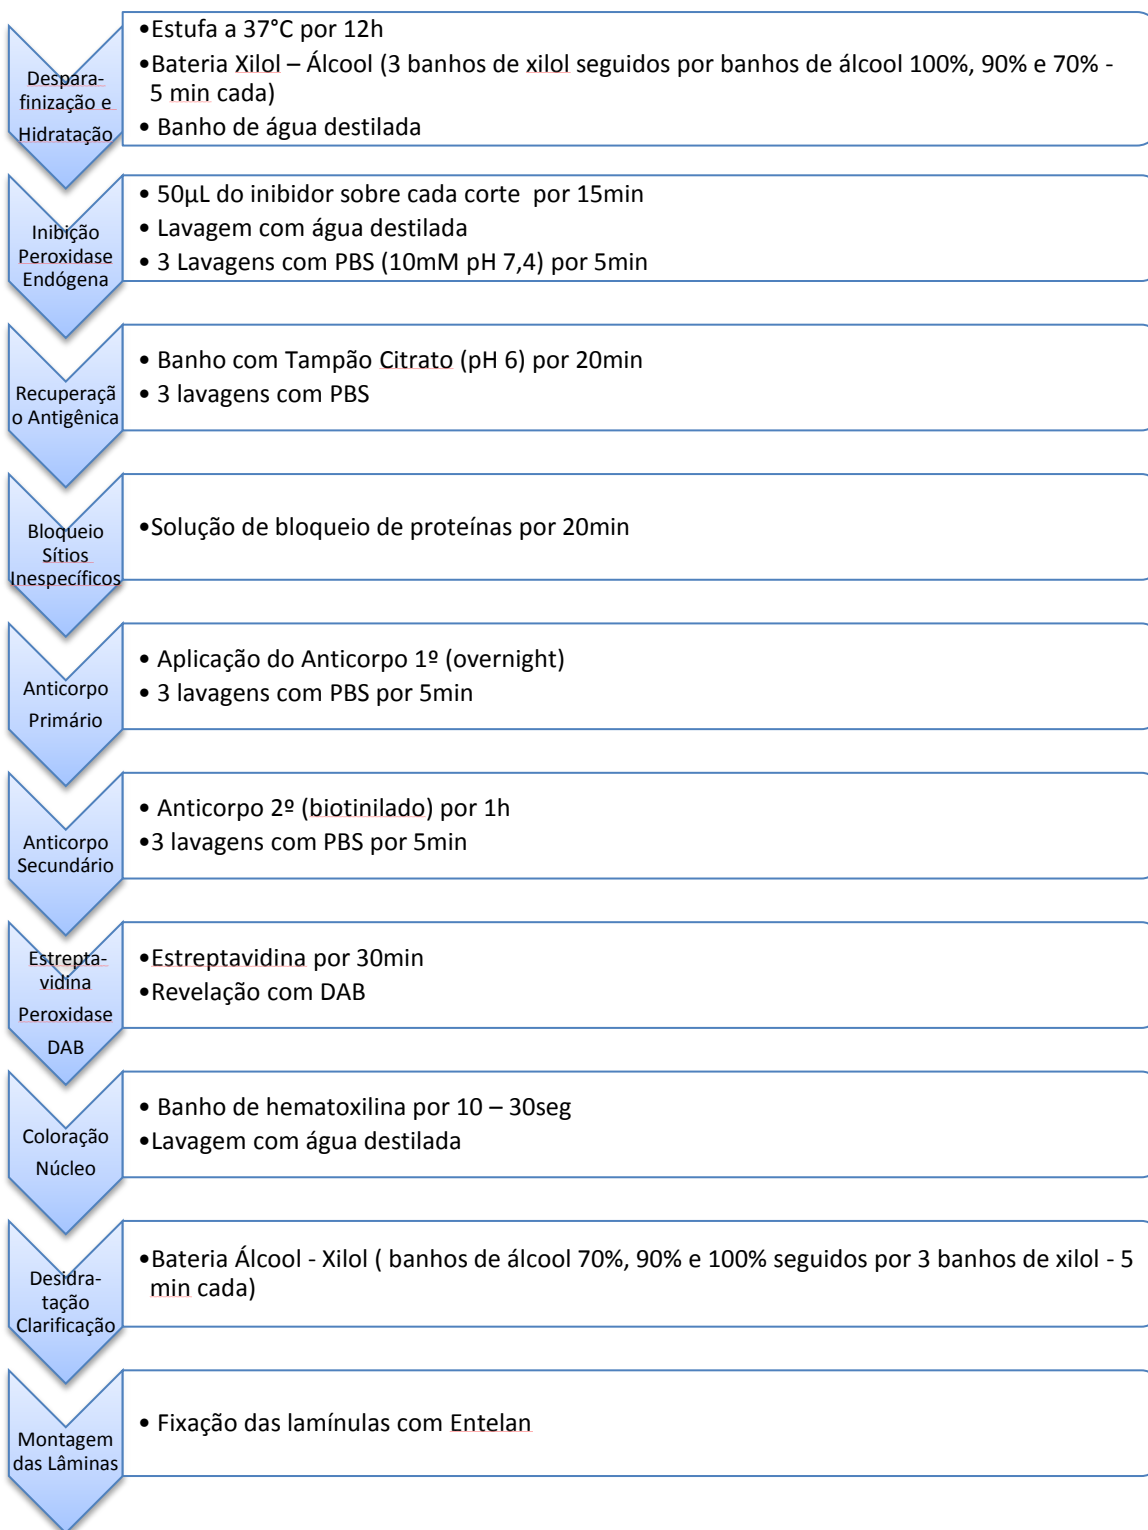 Despara-
finização e
Hidratação
•Estufa a 37°C por 12h
•Bateria Xilol – Álcool (3 banhos de xilol seguidos por banhos de álcool 100%, 90% e 70% -
5 min cada)
• Banho de água destilada
Inibição
Peroxidase
Endógena
• 50µL do inibidor sobre cada corte por 15min
• Lavagem com água destilada
• 3 Lavagens com PBS (10mM pH 7,4) por 5min
Recuperaçã
o Antigênica
• Banho com Tampão Citrato (pH 6) por 20min
• 3 lavagens com PBS
Bloqueio
Sítios
Inespecíficos
•Solução de bloqueio de proteínas por 20min
Anticorpo
Primário
• Aplicação do Anticorpo 1º (overnight)
• 3 lavagens com PBS por 5min
Anticorpo
Secundário
• Anticorpo 2º (biotinilado) por 1h
•3 lavagens com PBS por 5min
Estrepta-
vidina
Peroxidase
DAB
•Estreptavidina por 30min
•Revelação com DAB
Coloração
Núcleo
• Banho de hematoxilina por 10 – 30seg
•Lavagem com água destilada
Desidra-
tação
Clarificação
•Bateria Álcool - Xilol ( banhos de álcool 70%, 90% e 100% seguidos por 3 banhos de xilol - 5
min cada)
Montagem
das Lâminas
• Fixação das lamínulas com Entelan